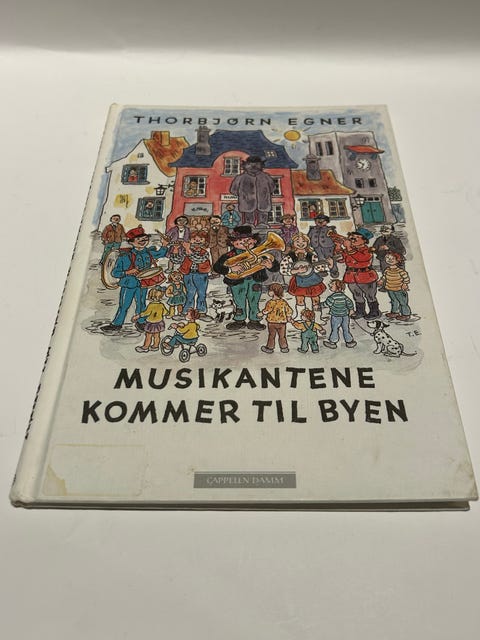 THORBJØRN EGNER
MUSIKANTENE
KOMMER TIL BYEN
T.E.
CAPPELEN DAMM